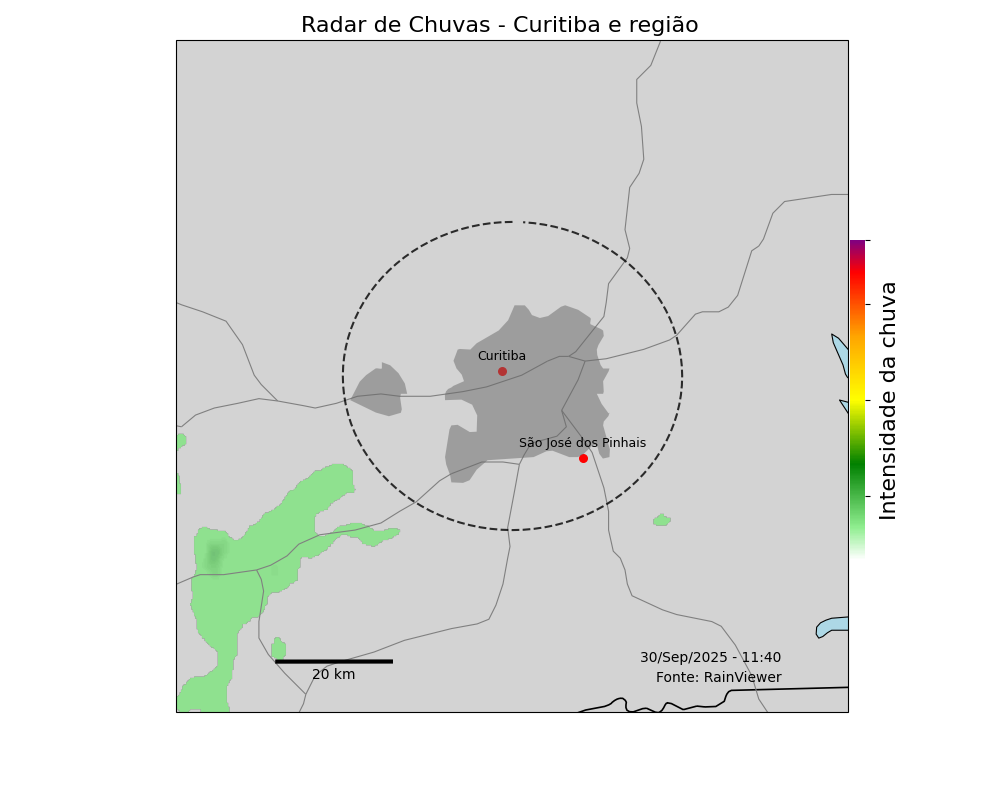 Radar de Chuvas - Curitiba e região
Curitiba
São José dos Pinhais
Intensidade da chuva
30/Sep/2025 - 11:40
Fonte: RainViewer
20 km